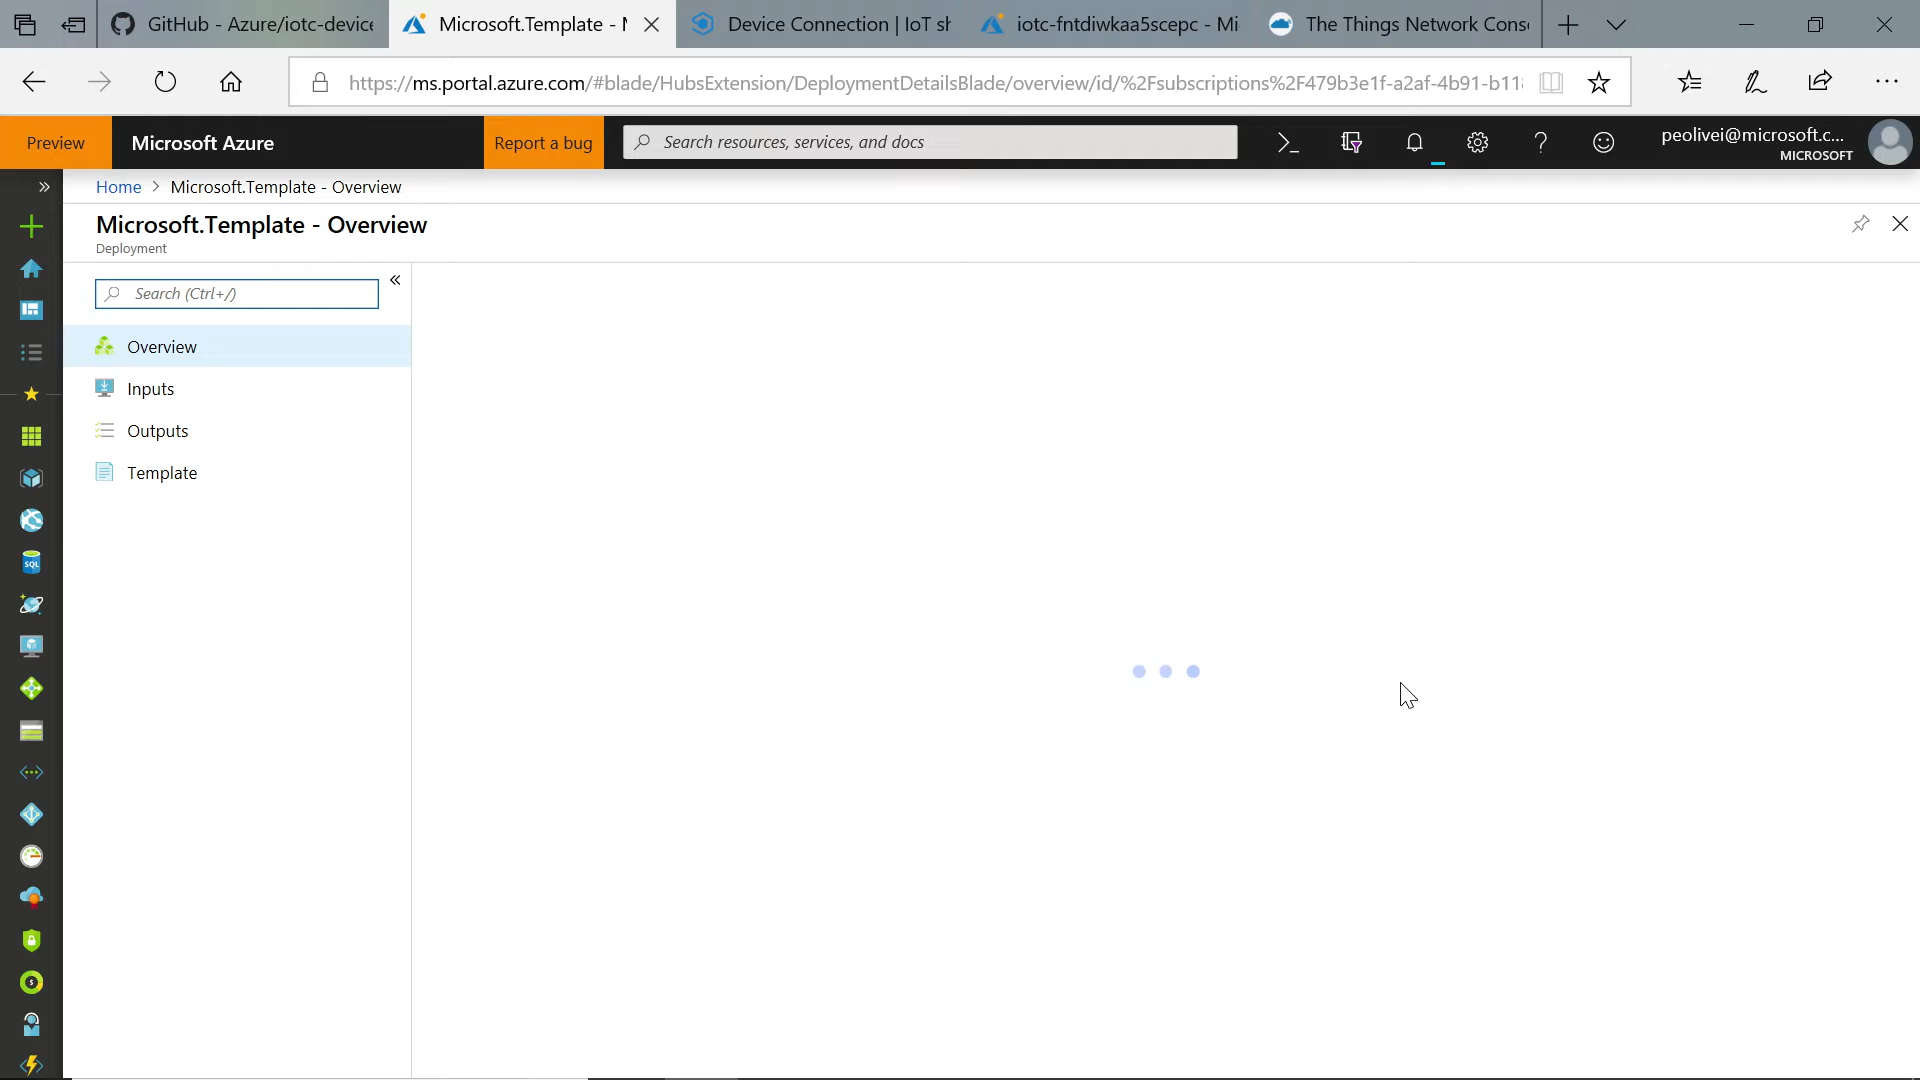 GitHub - Azure/iotc-device
Microsoft.Template - M
Device Connection | IoT sh
iotc-fntdiwkaa5scepc - Mi
The Things Network Cons
https://ms.portal.azure.com/#blade/HubsExtension/DeploymentDetailsBlade/overview/id/%2Fsubscriptions%2F479b3e1f-a2af-4b91-b11
Preview
Microsoft Azure
Report a bug
Search resources, services, and docs
peolivei@microsoft.c...
MICROSOFT
Home > Microsoft.Template - Overview
Microsoft.Template - Overview
Deployment
Search (Ctrl+/)
Overview
Inputs
Outputs
Template
SQL